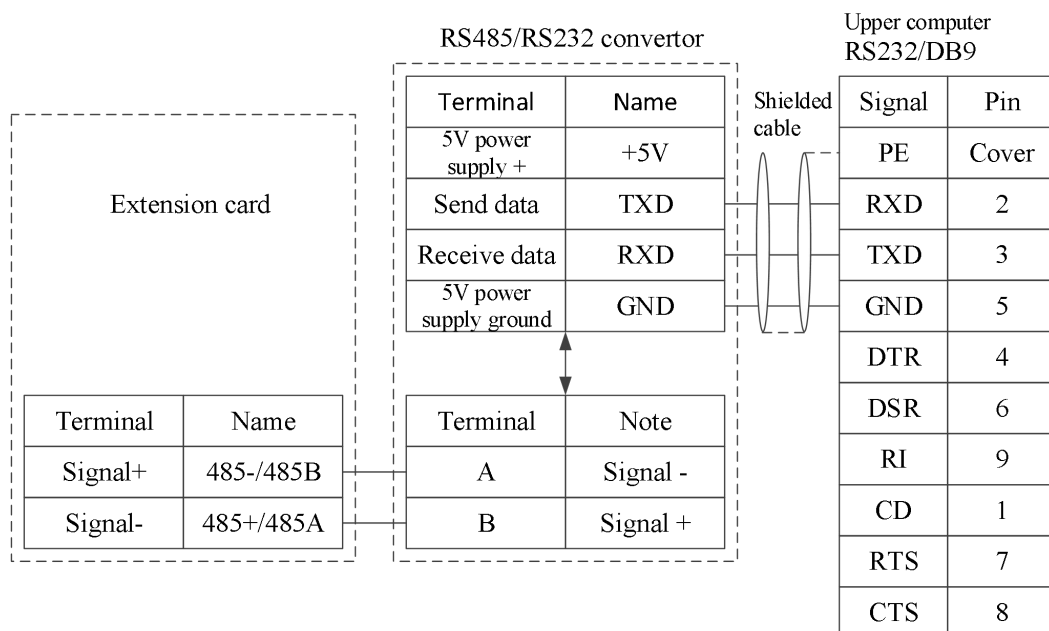 Upper computer
RS485/RS232 convertor
RS232/DB9
Terminal Name
Shielded
cable
Signal Pin
5V power
supply +
+5V
PE Cover
Extension card
Send data TXD
RXD 2
Receive data RXD
TXD 3
5V power
supply ground
GND
GND 5
DTR 4
DSR 6
Terminal Name
Terminal Note
Signal+ 485-/485B
A Signal -
RI 9
Signal- 485+/485A
B Signal +
CD 1
RTS 7
CTS 8